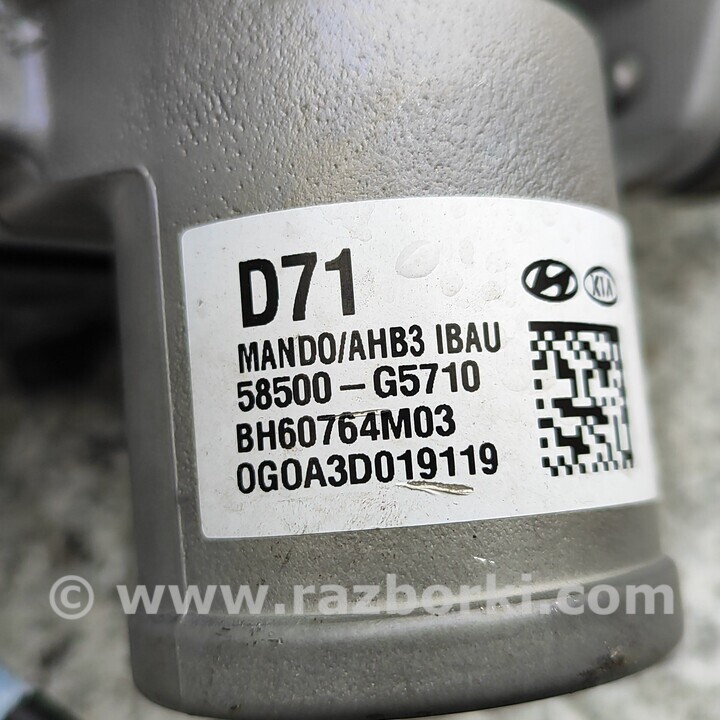 D71
KIA
MANDO/AHB3 IBAU
58500-G5710
BH60764M03
0G0A3D019119
© www.razborki.com